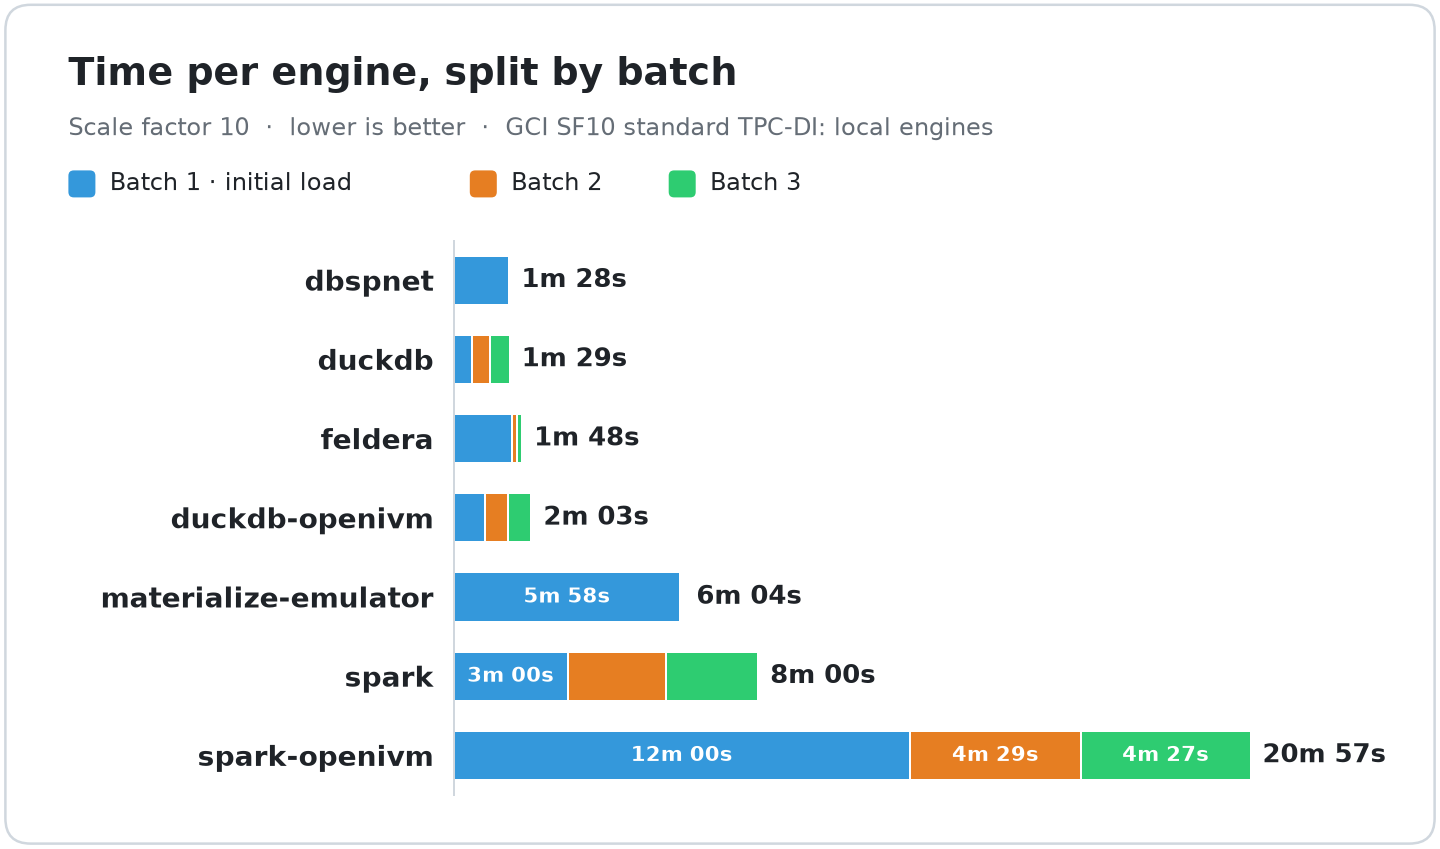 Time per engine, split by batch
Scale factor 10 · lower is better · GCI SF10 standard TPC-DI: local engines
Batch 1 · initial load Batch 2 Batch 3
dbspnet 1m 28s
duckdb 1m 29s
feldera 1m 48s
duckdb-openivm 2m 03s
materialize-emulator 5m 58s 6m 04s
spark 3m 00s 8m 00s
spark-openivm 12m 00s 4m 29s 4m 27s 20m 57s